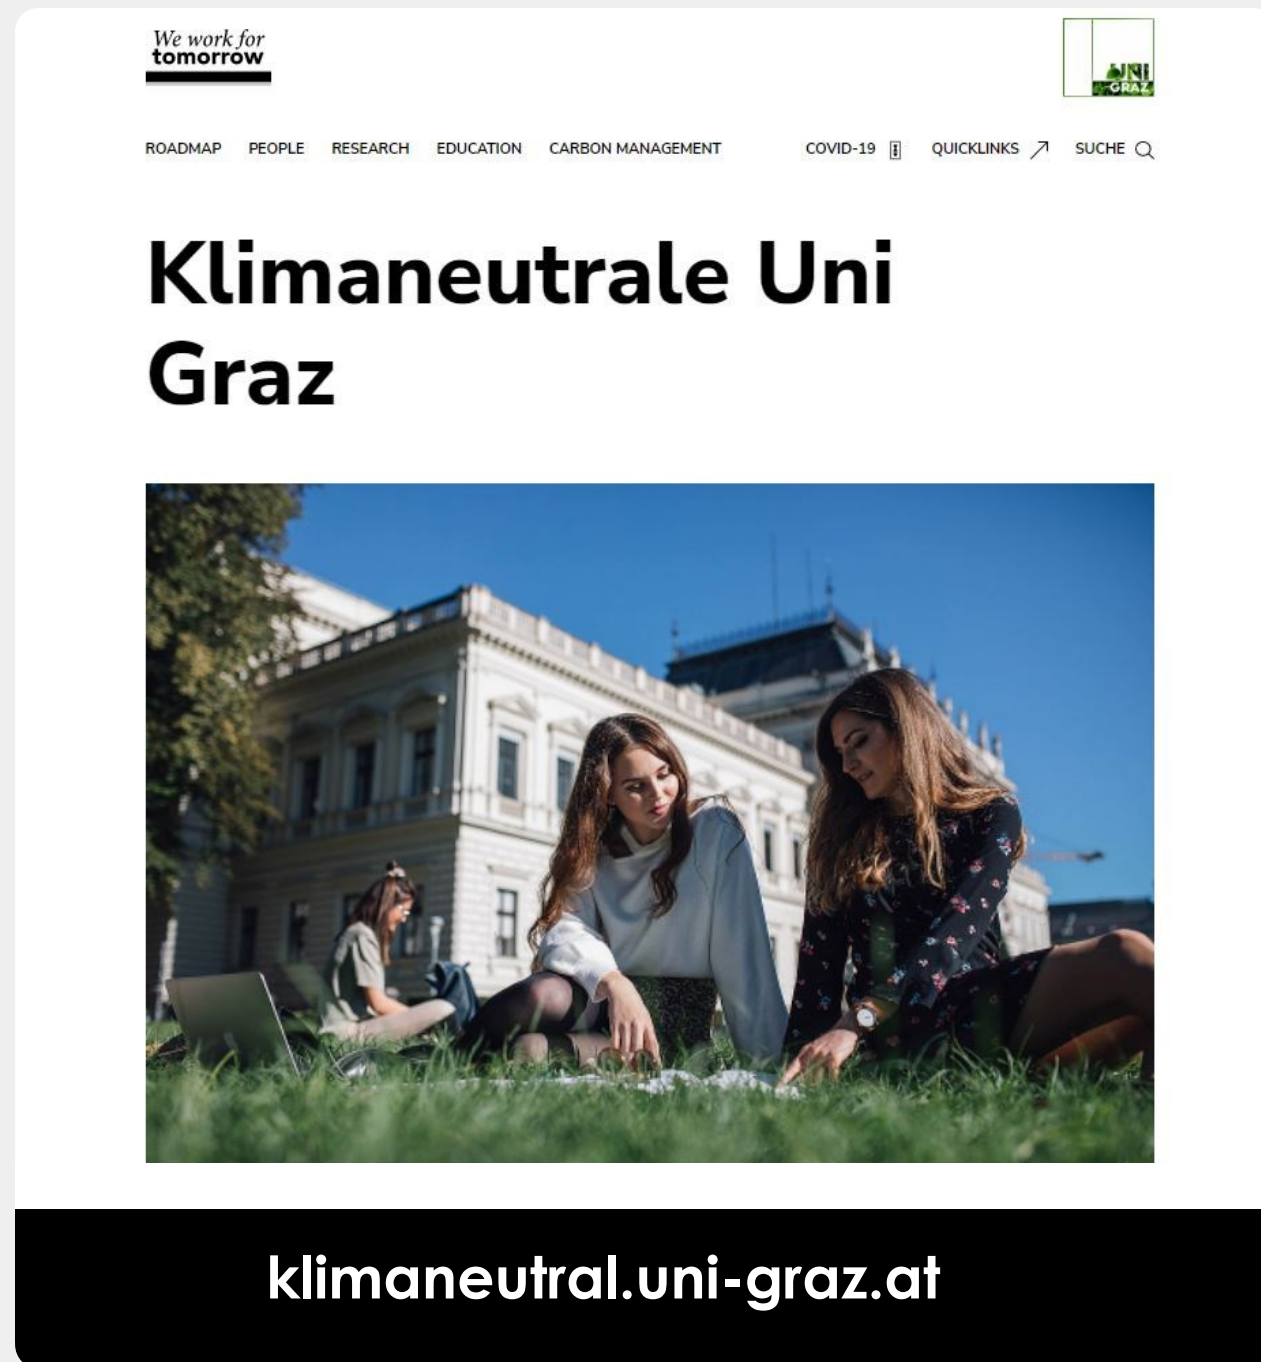 We work for
tomorrow
UNI
GRAZ
ROADMAP PEOPLE RESEARCH EDUCATION CARBON MANAGEMENT COVID-19 QUICKLINKS SUCHE
Klimaneutrale Uni
Graz
klimaneutral.uni-graz.at